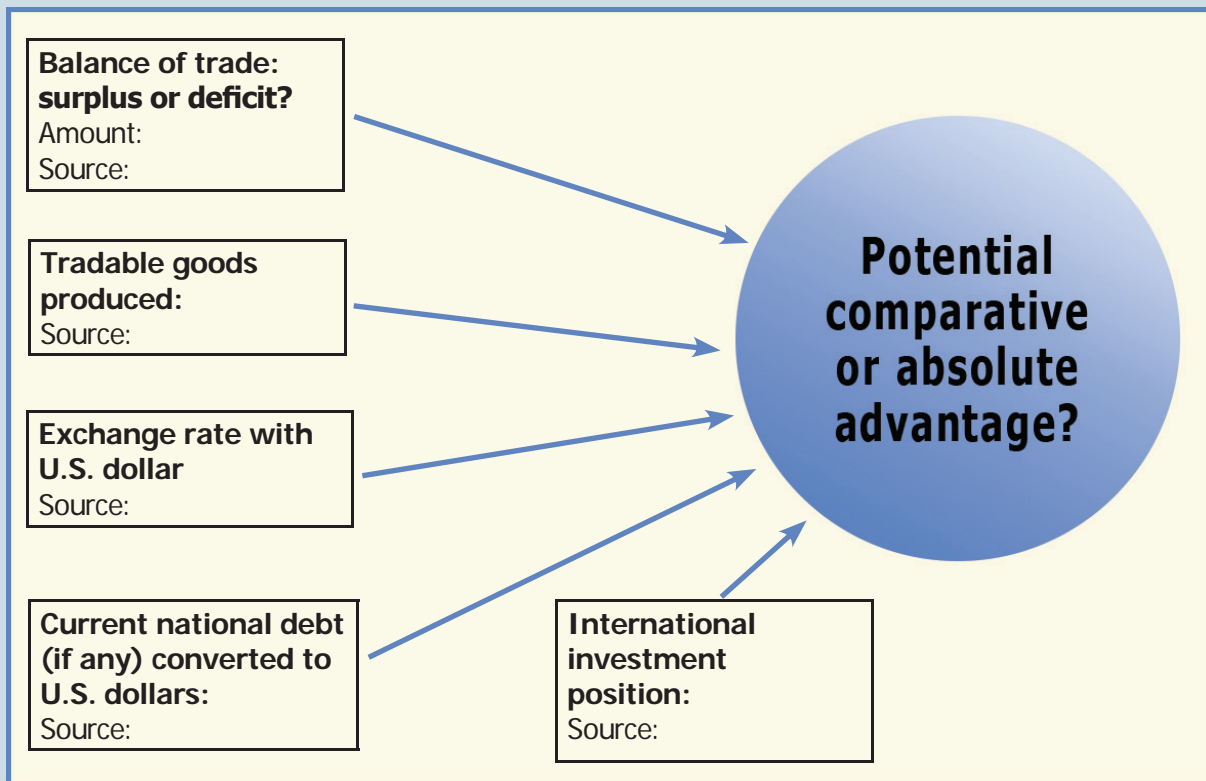 Balance of trade:
surplus or deficit?
Amount:
Source:
Tradable goods
produced:
Source:
Exchange rate with
U.S. dollar
Source:
Current national debt
(if any) converted to
U.S. dollars:
Source:
International
investment
position:
Source:
Potential
comparative
or absolute
advantage?